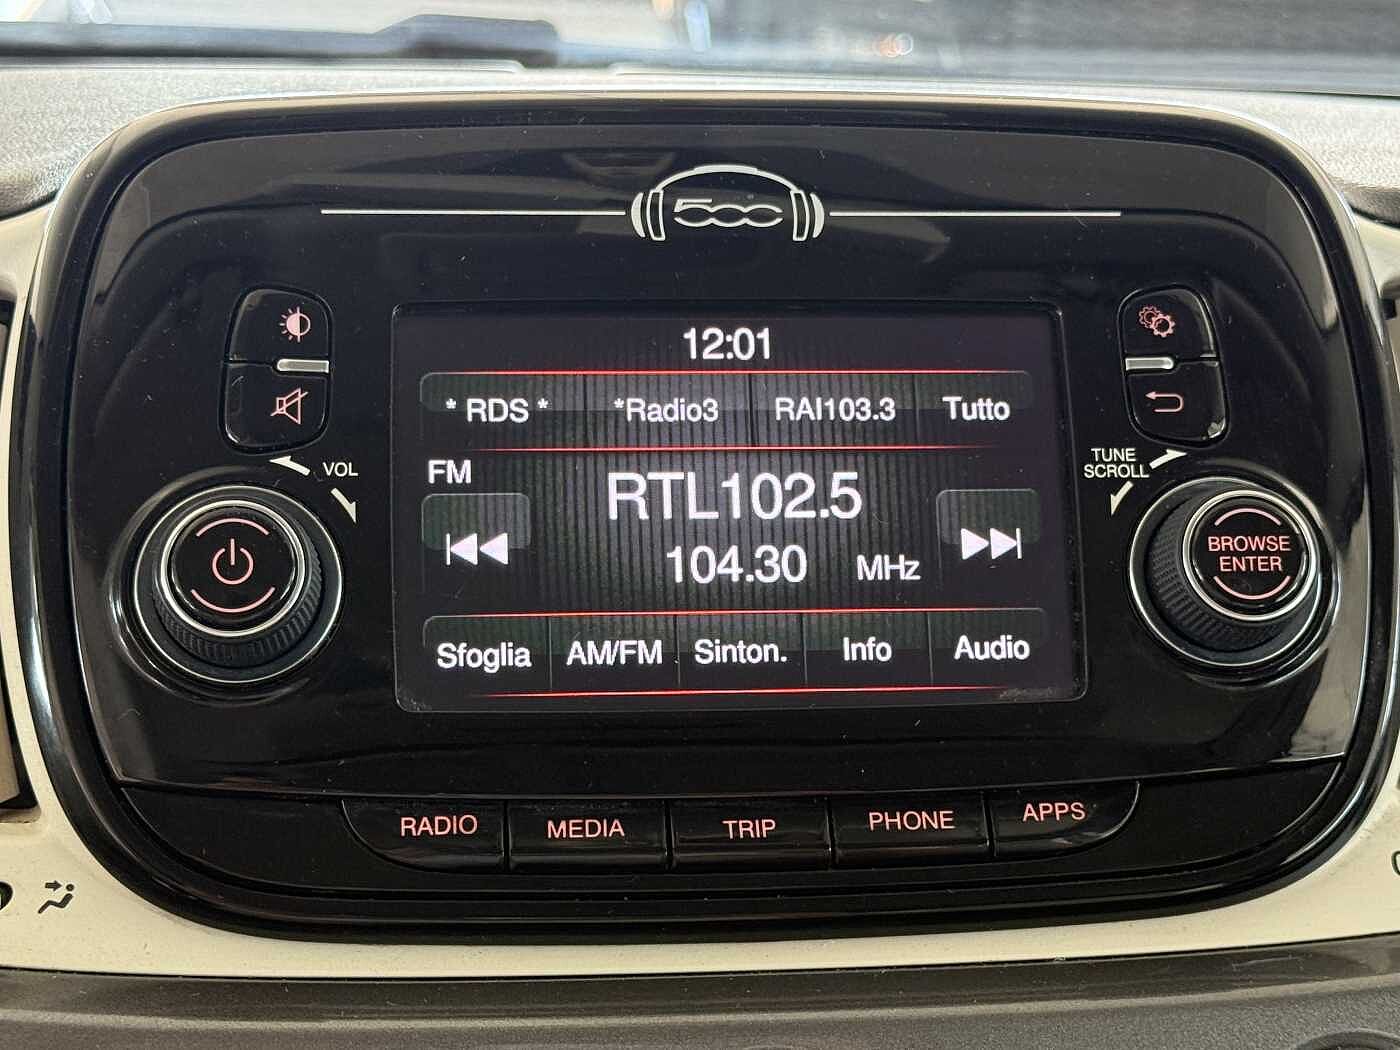 500
12:01
* RDS * *Radio3 RAI103.3 Tutto
VOL
TUNE
SCROLL
FM
RTL102.5
104.30 MHz
BROWSE
ENTER
Sfoglia AM/FM Sinton. Info Audio
RADIO MEDIA TRIP PHONE APPS